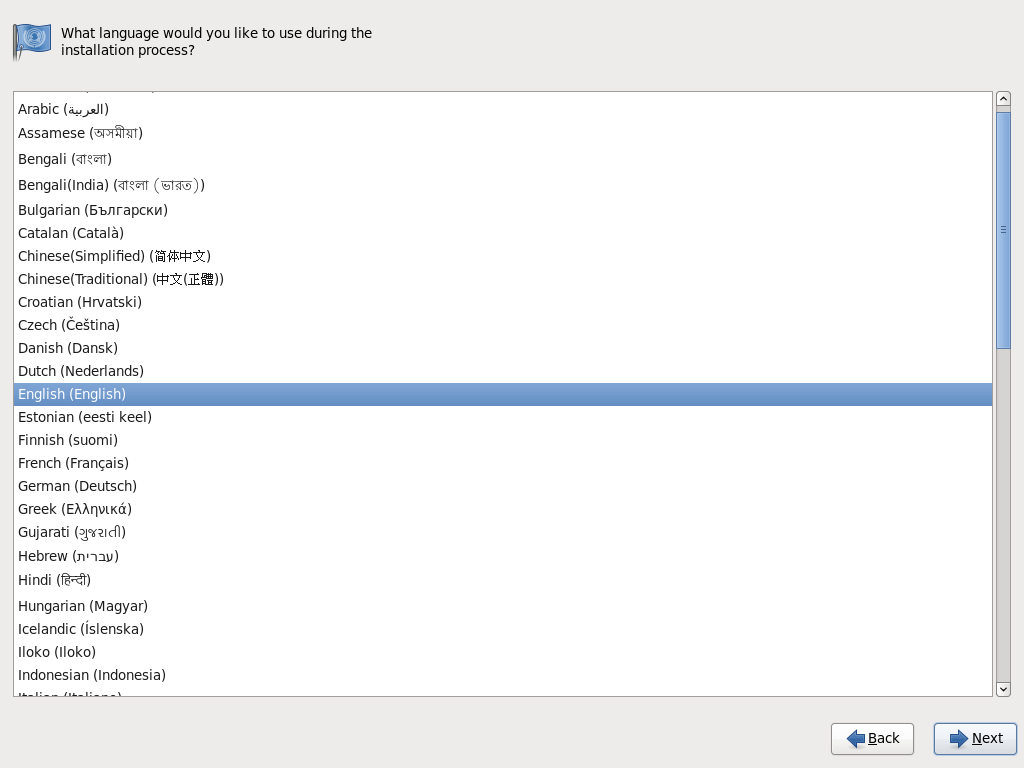 What language would you like to use during the
installation process?
Arabic (العربية)
Assamese (অসমীয়া)
Bengali (বাংলা)
Bengali(India) (বাংলা (ভারত))
Bulgarian (Български)
Catalan (Català)
Chinese(Simplified) (简体中文)
Chinese(Traditional) (中文(正體))
Croatian (Hrvatski)
Czech (Čeština)
Danish (Dansk)
Dutch (Nederlands)
English (English)
Estonian (eesti keel)
Finnish (suomi)
French (Français)
German (Deutsch)
Greek (Ελληνικά)
Gujarati (ગુજરાતી)
Hebrew (עברית)
Hindi (हिन्दी)
Hungarian (Magyar)
Icelandic (Íslenska)
Iloko (Iloko)
Indonesian (Indonesia)
Italian (Italiano)
Back
Next